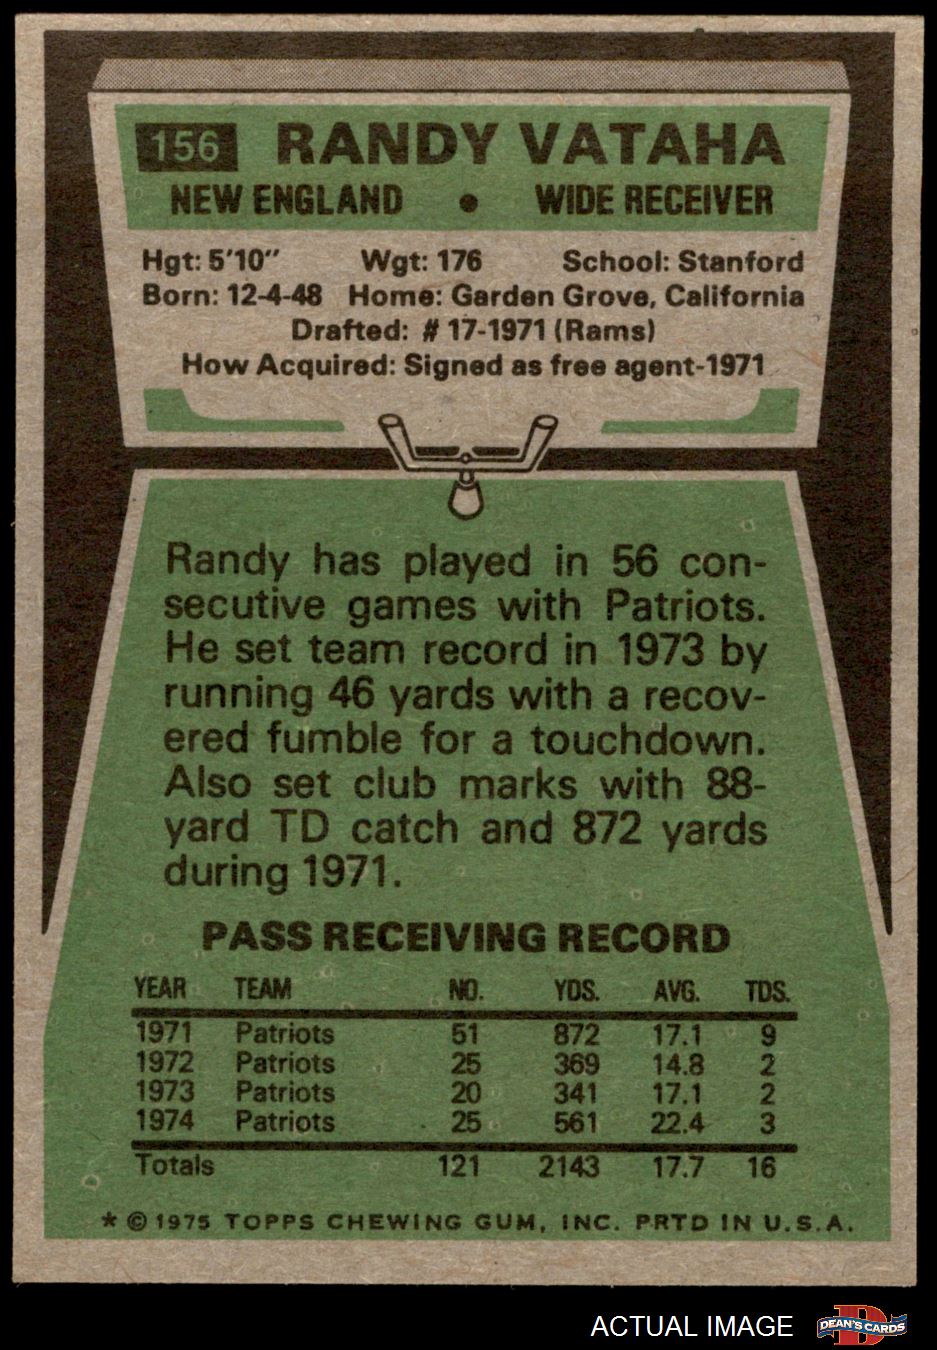 156 RANDY VATAHA
NEW ENGLAND • WIDE RECEIVER
Hgt: 5'10" Wgt: 176 School: Stanford
Born: 12-4-48 Home: Garden Grove, California
Drafted: # 17-1971 (Rams)
How Acquired: Signed as free agent-1971
Randy has played in 56 con-
secutive games with Patriots.
He set team record in 1973 by
running 46 yards with a recov-
ered fumble for a touchdown.
Also set club marks with 88-
yard TD catch and 872 yards
during 1971.
PASS RECEIVING RECORD
YEAR TEAM NO. YDS. AVG. TDS.
1971 Patriots 51 872 17.1 9
1972 Patriots 25 369 14.8 2
1973 Patriots 20 341 17.1 2
1974 Patriots 25 561 22.4 3
Totals 121 2143 17.7 16
* © 1975 TOPPS CHEWING GUM, INC. PRTD IN U.S.A.
ACTUAL IMAGE D DEAN'S CARDS